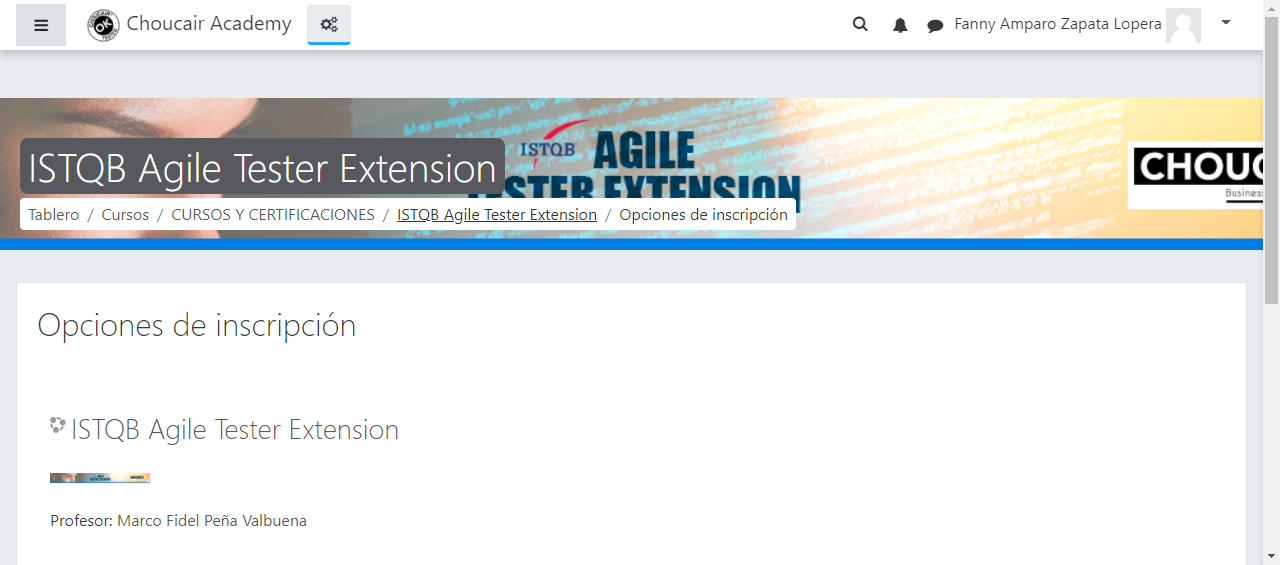 Choucair Academy
Fanny Amparo Zapata Lopera
ISTQB AGILE
TESTER EXTENSION
CHOUC
Business
ISTQB Agile Tester Extension
Tablero / Cursos / CURSOS Y CERTIFICACIONES / ISTQB Agile Tester Extension / Opciones de inscripción
Opciones de inscripción
ISTQB Agile Tester Extension
Profesor: Marco Fidel Peña Valbuena